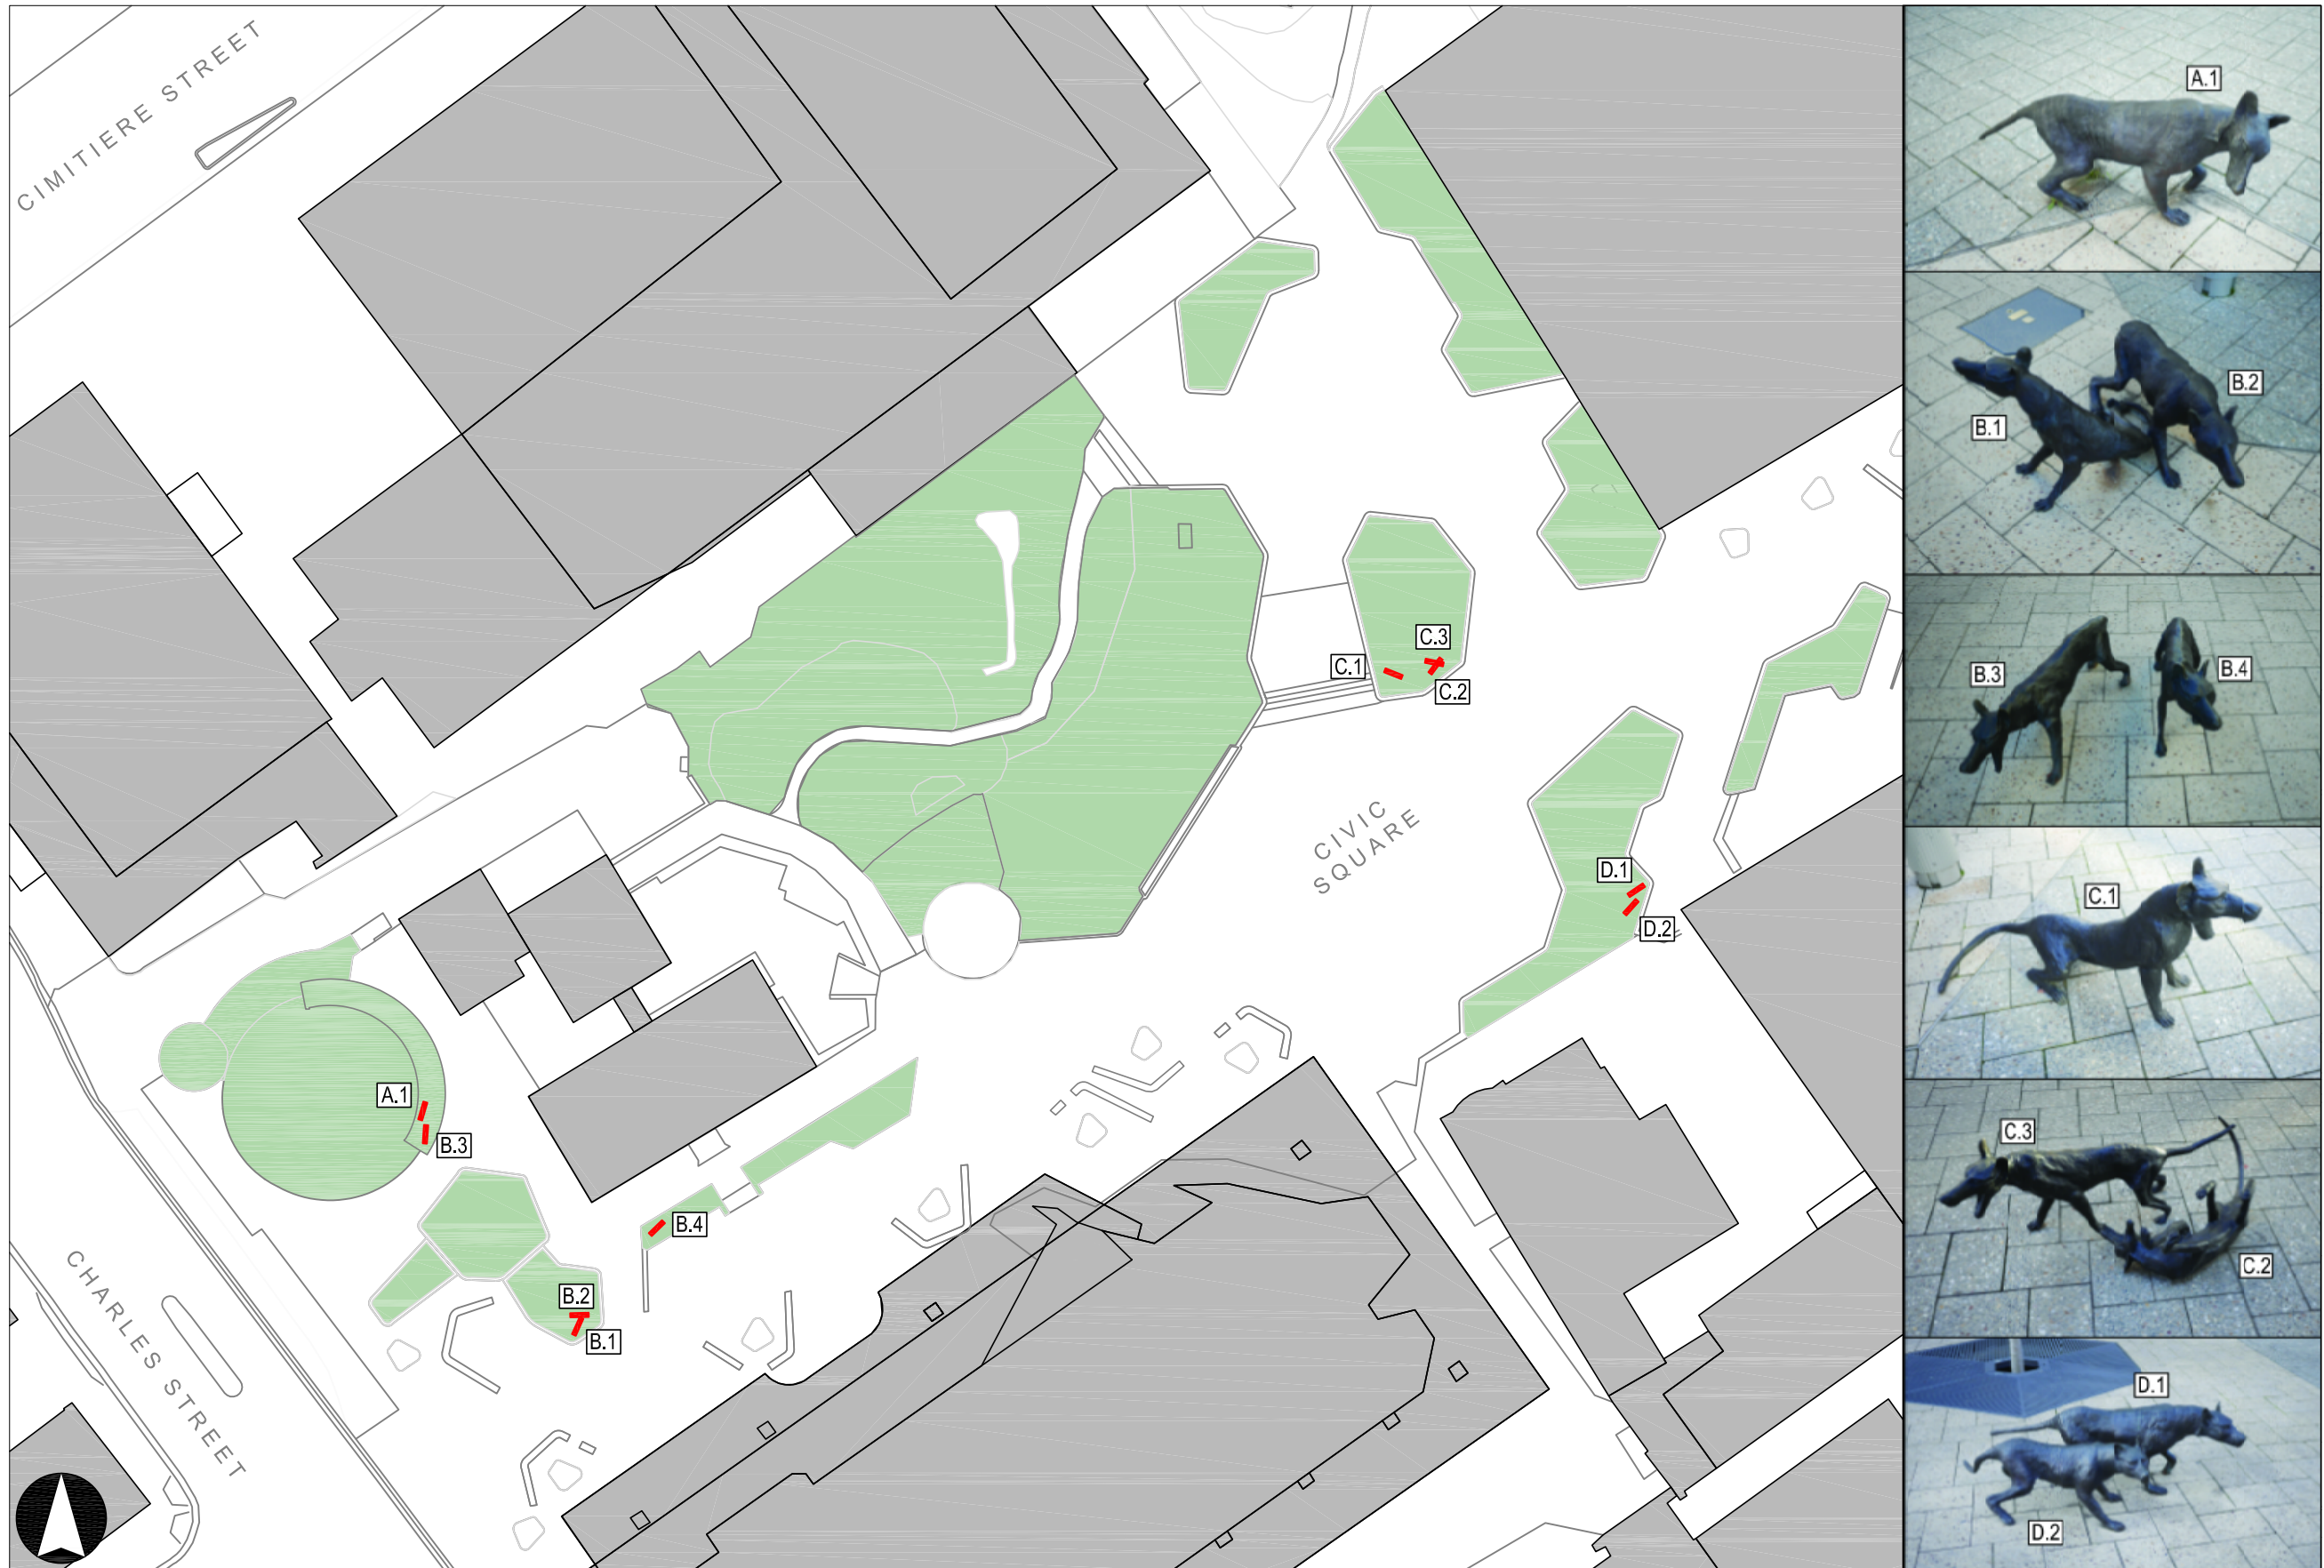 CIMITIERE STREET
C.3
C.1
C.2
CIVIC
SQUARE
D.1
D.2
A.1
B.3
B.4
B.2
B.1
CHARLES STREET
A.1
B.2
B.1
B.3
B.4
C.1
C.3
C.2
D.1
D.2